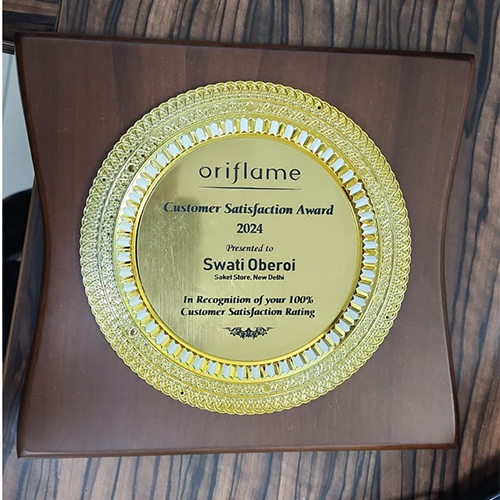 oriflame
Customer Satisfaction Award
2024
Presented to
Swati Oberoi
Saket Store, New Delhi
In Recognition of your 100%
Customer Satisfaction Rating